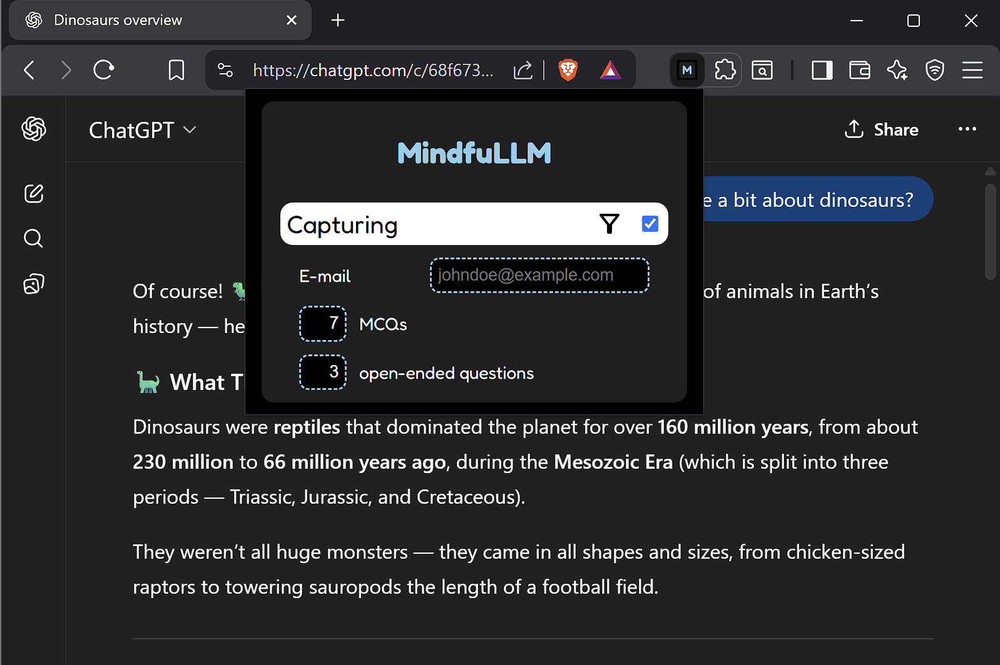 Dinosaurs overview
https://chatgpt.com/c/68f673...
M
ChatGPT
Share
MindfuLLM
e a bit about dinosaurs?
Capturing
E-mail
johndoe@example.com
7 MCQs
3 open-ended questions
Of course! of animals in Earth’s
history — he
What T
Dinosaurs were reptiles that dominated the planet for over 160 million years, from about
230 million to 66 million years ago, during the Mesozoic Era (which is split into three
periods — Triassic, Jurassic, and Cretaceous).
They weren’t all huge monsters — they came in all shapes and sizes, from chicken-sized
raptors to towering sauropods the length of a football field.